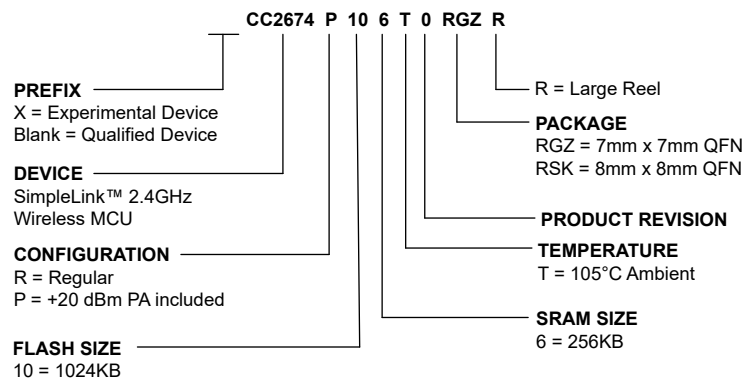 CC2674 P 10 6 T 0 RGZ R
PREFIX
X = Experimental Device
Blank = Qualified Device
DEVICE
SimpleLink™ 2.4GHz
Wireless MCU
CONFIGURATION
R = Regular
P = +20 dBm PA included
FLASH SIZE
10 = 1024KB
R = Large Reel
PACKAGE
RGZ = 7mm x 7mm QFN
RSK = 8mm x 8mm QFN
PRODUCT REVISION
TEMPERATURE
T = 105°C Ambient
SRAM SIZE
6 = 256KB